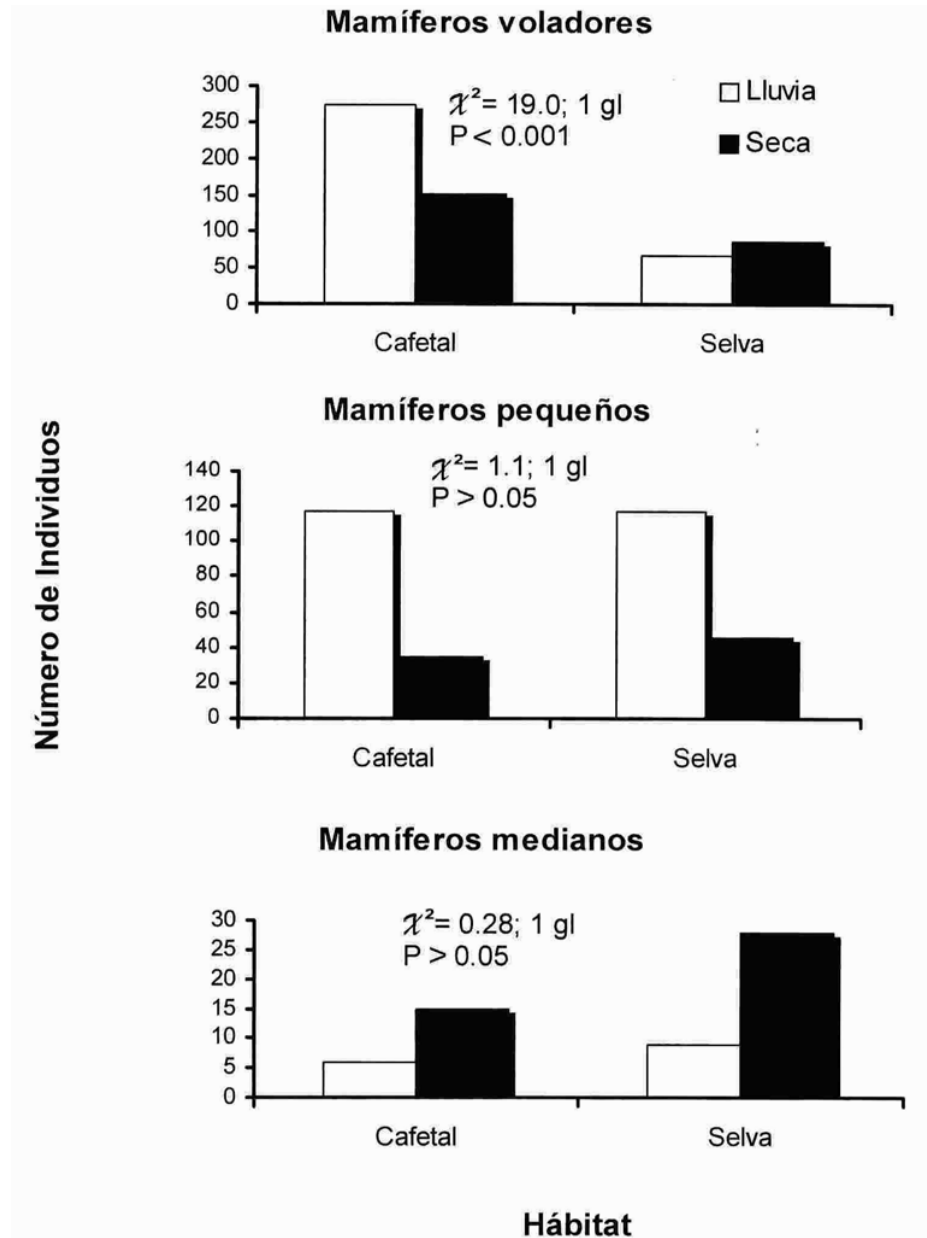 Mamíferos voladores
300
250
200
150
100
50
0
χ²= 19.0; 1 gl
P < 0.001
Lluvia
Seca
Cafetal Selva
Mamíferos pequeños
140
120
100
80
60
40
20
0
χ²= 1.1; 1 gl
P > 0.05
Cafetal Selva
Número de Individuos
Mamíferos medianos
30
25
20
15
10
5
0
χ²= 0.28; 1 gl
P > 0.05
Cafetal Selva
Hábitat